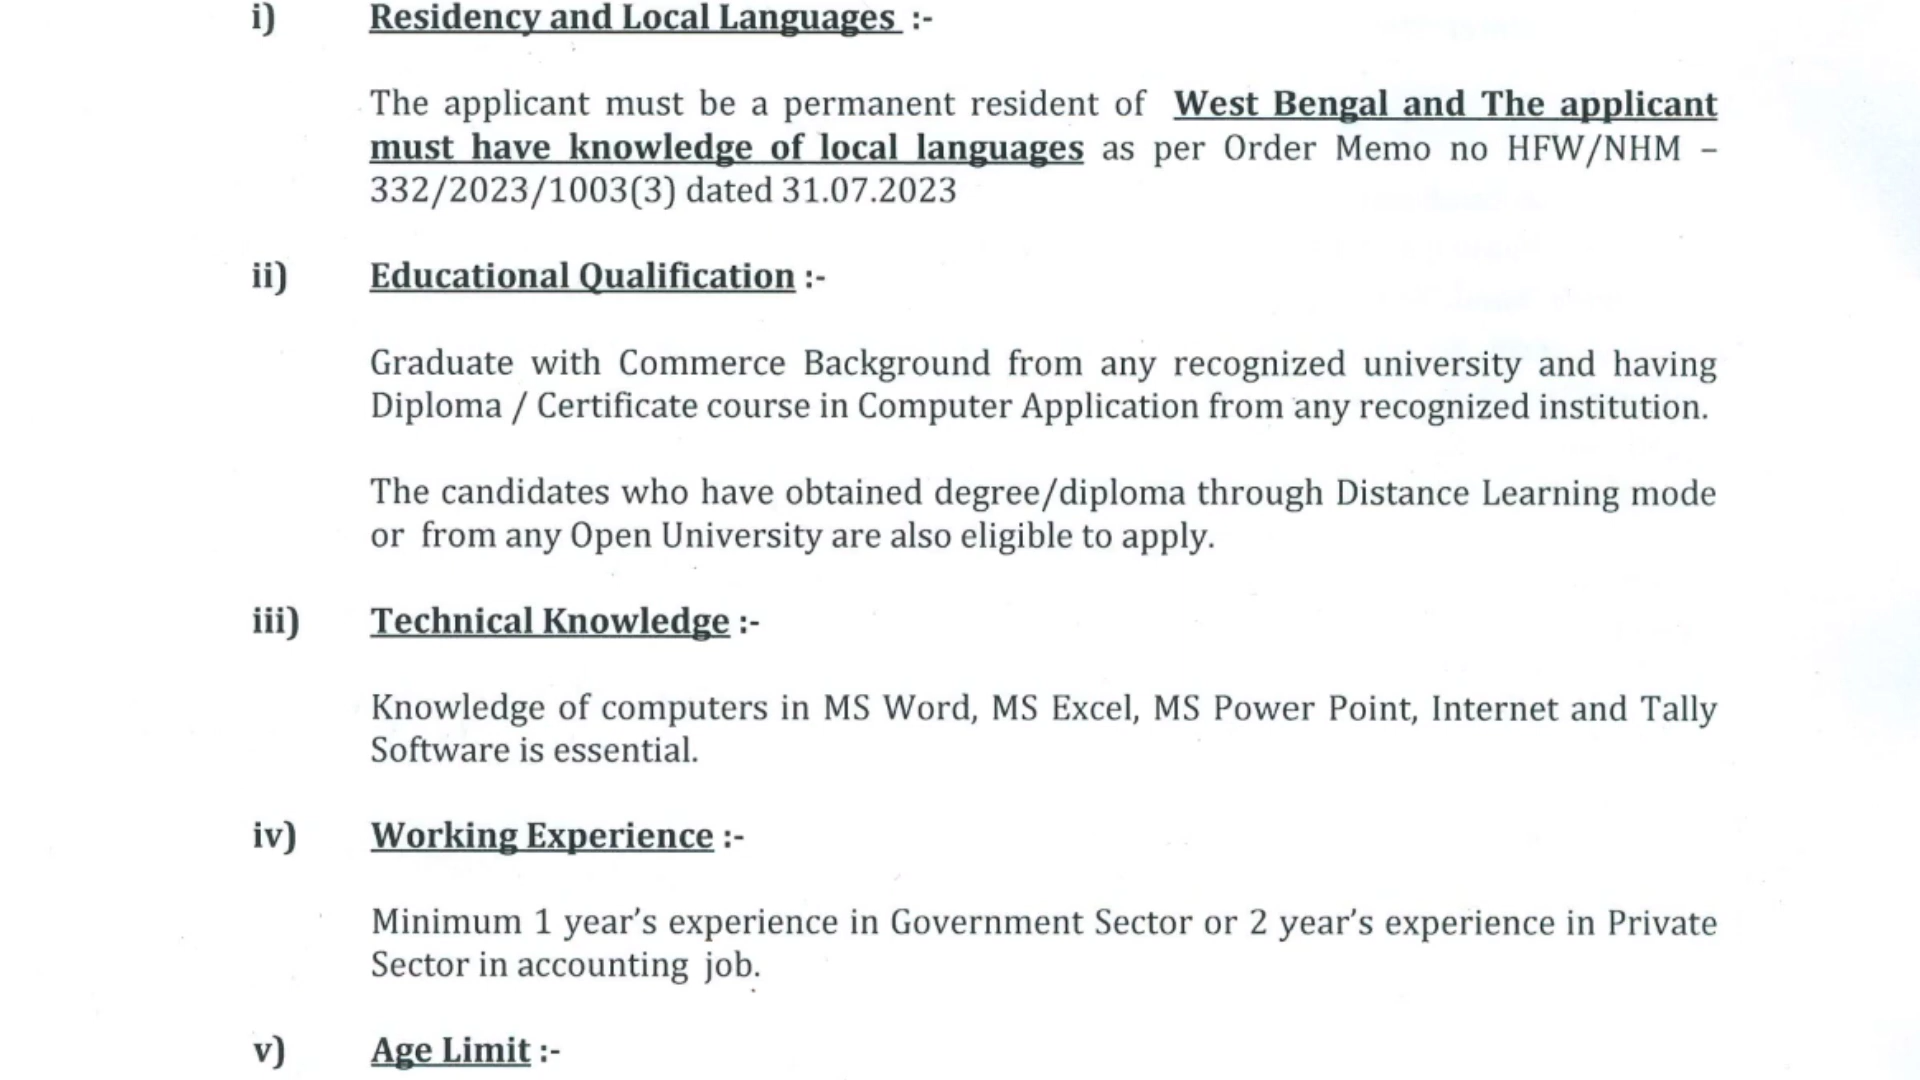 i) Residency and Local Languages :-
The applicant must be a permanent resident of West Bengal and The applicant
must have knowledge of local languages as per Order Memo no HFW/NHM –
332/2023/1003(3) dated 31.07.2023
ii) Educational Qualification :-
Graduate with Commerce Background from any recognized university and having
Diploma / Certificate course in Computer Application from any recognized institution.
The candidates who have obtained degree/diploma through Distance Learning mode
or from any Open University are also eligible to apply.
iii) Technical Knowledge :-
Knowledge of computers in MS Word, MS Excel, MS Power Point, Internet and Tally
Software is essential.
iv) Working Experience :-
Minimum 1 year’s experience in Government Sector or 2 year’s experience in Private
Sector in accounting job.
v) Age Limit :-